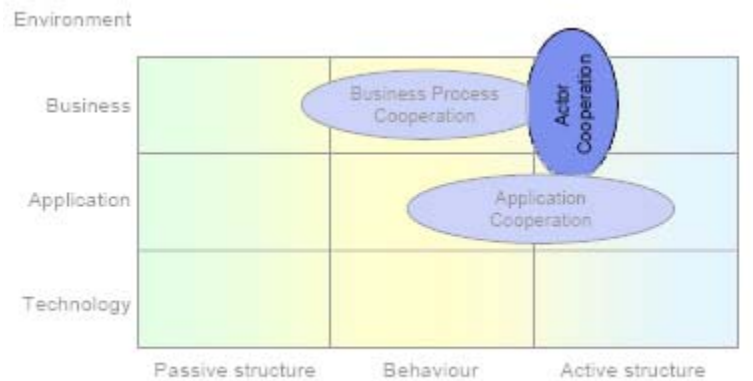 Environment
Business
Business Process
Cooperation
Actor
Cooperation
Application
Application
Cooperation
Technology
Passive structure
Behaviour
Active structure